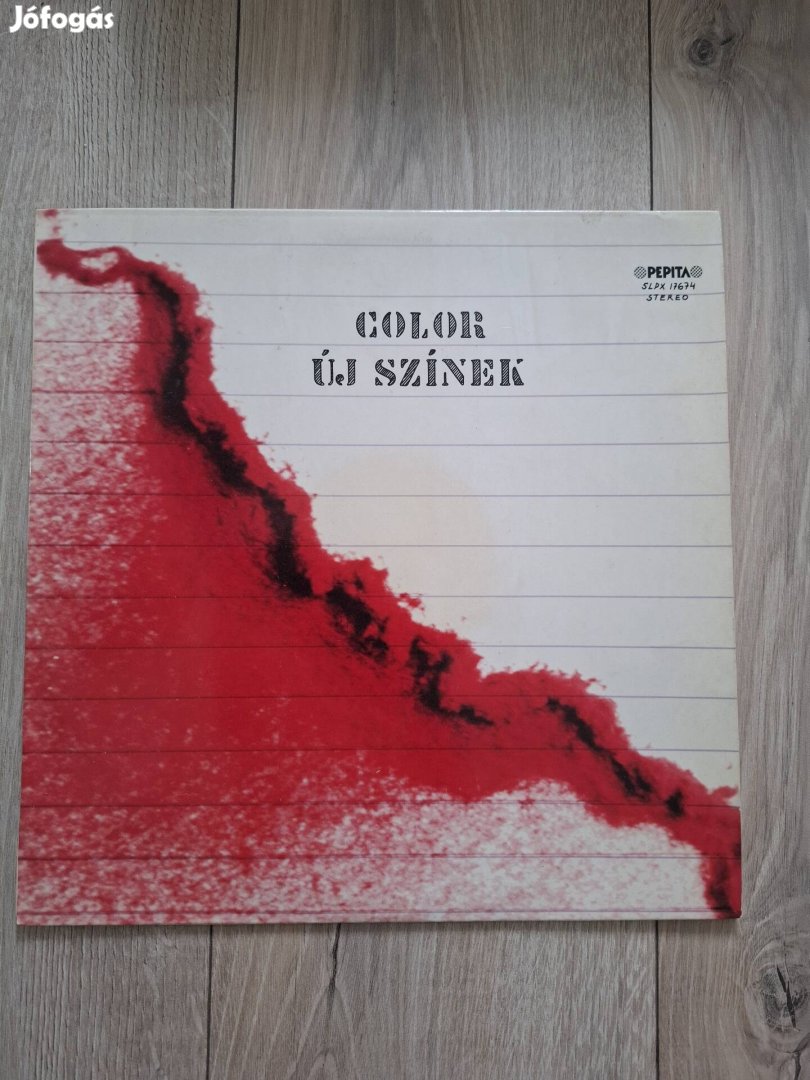 Jófogás
PEPITA
SLPX 17674
STEREO
COLOR
ÚJ SZÍNEK